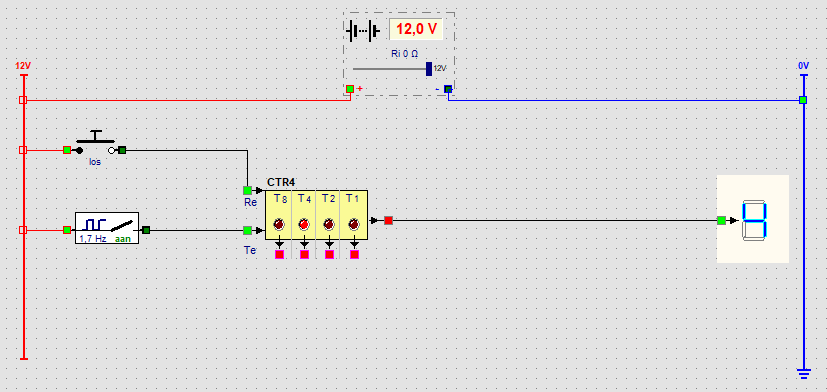 12,0 V
Ri 0 Ω
12V
+ -
12V
0V
los
CTR4
Re
T8 T4 T2 T1
1,7 Hz aan
Te
4